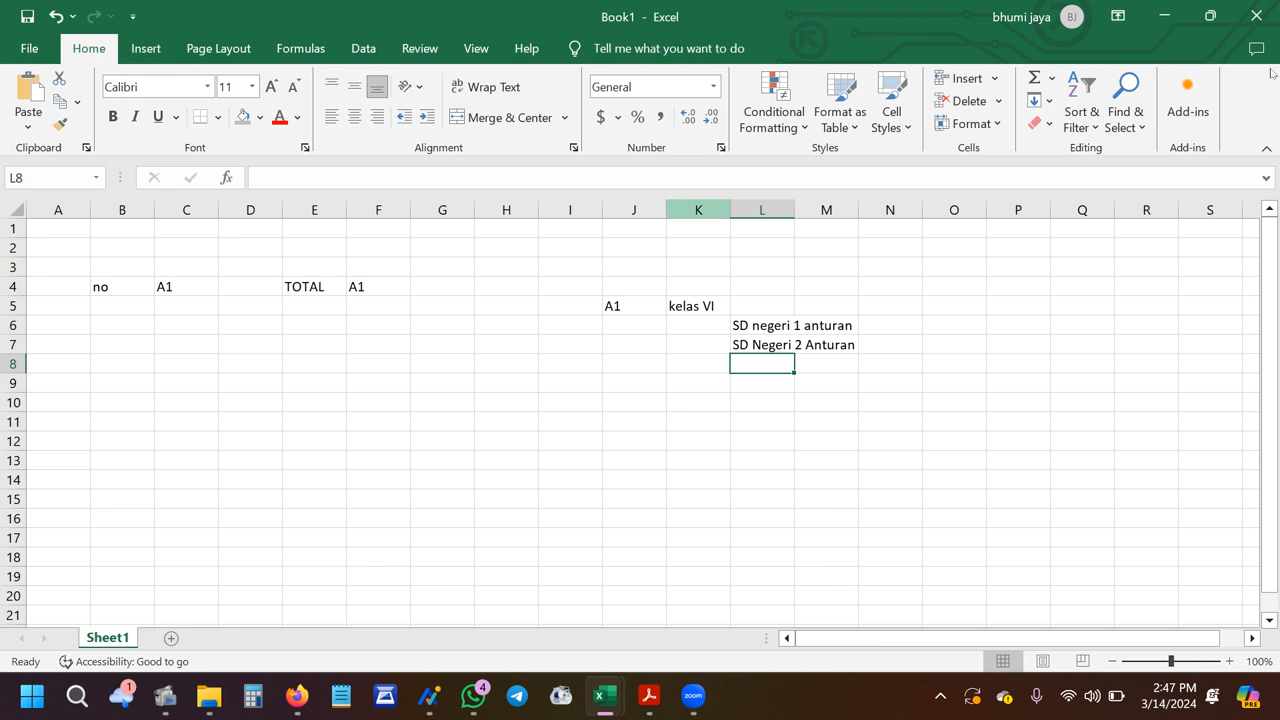 Book1 - Excel
bhumi jaya
BJ
File Home Insert Page Layout Formulas Data Review View Help Tell me what you want to do
Paste
Clipboard
Calibri 11
Font
Wrap Text
Merge & Center
Alignment
General
Number
Conditional Formatting
Format as Table
Cell Styles
Styles
Insert
Delete
Format
Cells
Sort & Filter
Find & Select
Editing
Add-ins
Add-ins
L8
fx
A B C D E F G H I J K L M N O P Q R S
1
2
3
4 no A1 TOTAL A1
5 A1 kelas VI
6 SD negeri 1 anturan
7 SD Negeri 2 Anturan
8
9
10
11
12
13
14
15
16
17
18
19
20
21
Sheet1
Ready Accessibility: Good to go 100%
1
4
zoom
PRE
2:47 PM
3/14/2024